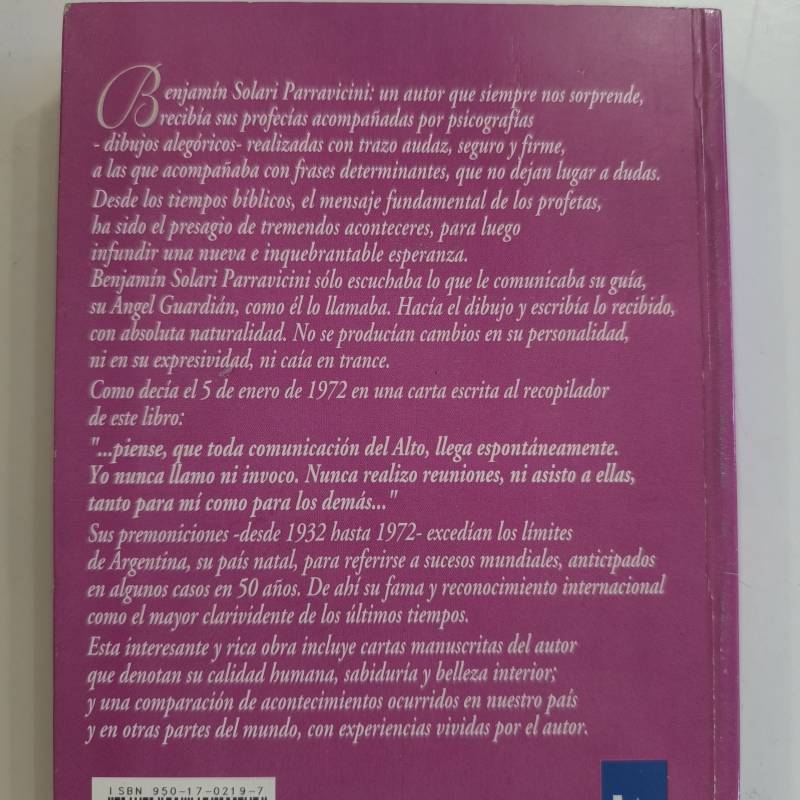 Benjamín Solari Parravicini: un autor que siempre nos sorprende,
recibía sus profecías acompañadas por psicografías
- dibujos alegóricos- realizadas con trazo audaz, seguro y firme,
a las que acompañaba con frases determinantes, que no dejan lugar a dudas.
Desde los tiempos bíblicos, el mensaje fundamental de los profetas,
ha sido el presagio de tremendos aconteceres, para luego
infundir una nueva e inquebrantable esperanza.
Benjamín Solari Parravicini sólo escuchaba lo que le comunicaba su guía,
su Angel Guardián, como él lo llamaba. Hacía el dibujo y escribía lo recibido,
con absoluta naturalidad. No se producían cambios en su personalidad,
ni en su expresividad, ni caía en trance.
Como decía el 5 de enero de 1972 en una carta escrita al recopilador
de este libro:
"...piense, que toda comunicación del Alto, llega espontáneamente.
Yo nunca llamo ni invoco. Nunca realizo reuniones, ni asisto a ellas,
tanto para mí como para los demás..."
Sus premoniciones -desde 1932 hasta 1972- excedían los límites
de Argentina, su país natal, para referirse a sucesos mundiales, anticipados
en algunos casos en 50 años. De ahí su fama y reconocimiento internacional
como el mayor clarividente de los últimos tiempos.
Esta interesante y rica obra incluye cartas manuscritas del autor
que denotan su calidad humana, sabiduría y belleza interior;
y una comparación de acontecimientos ocurridos en nuestro país
y en otras partes del mundo, con experiencias vividas por el autor.
ISBN 950-17-0219-7